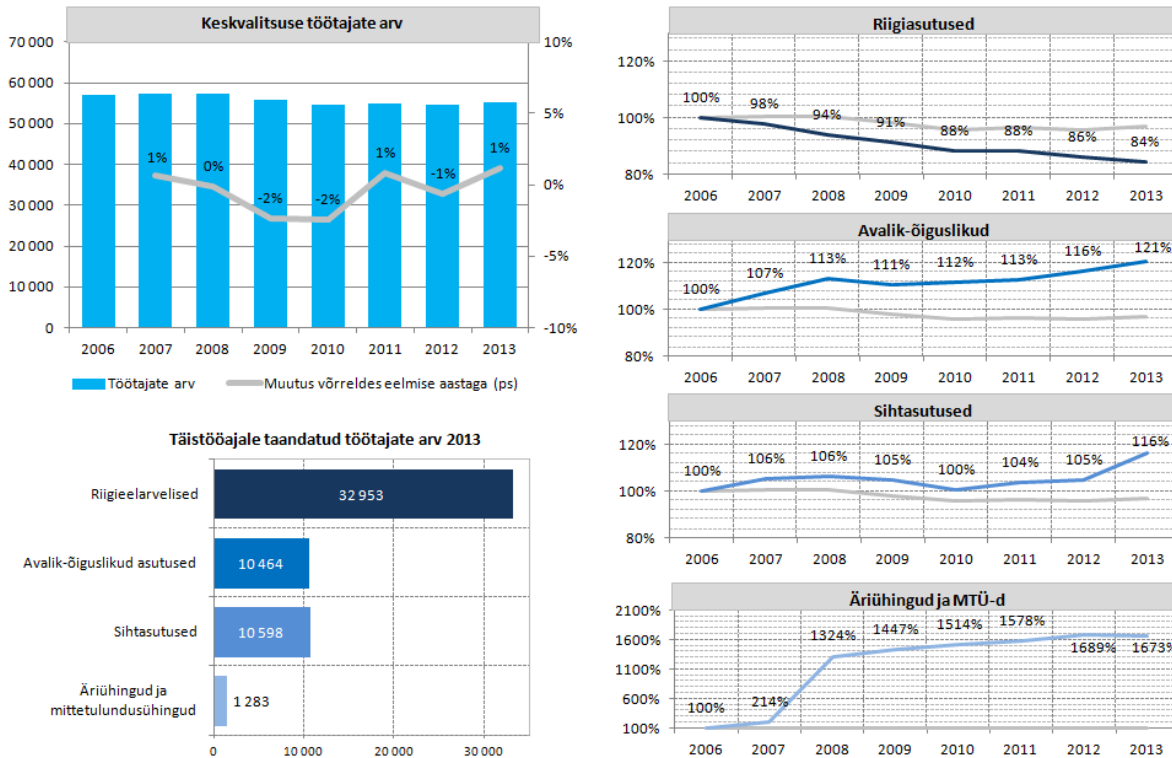 Keskvalitsuse töötajate arv
70 000
60 000
50 000
40 000
30 000
20 000
10 000
0
10%
5%
0%
-5%
-10%
1%
0%
-2%
-2%
1%
-1%
1%
2006 2007 2008 2009 2010 2011 2012 2013
Töötajate arv
Muutus võrreldes eelmise aastaga (ps)
Täistööajale taandatud töötajate arv 2013
Riigieelarvelised
32 953
Avalik-õiguslikud asutused
10 464
Sihtasutused
10 598
Äriühingud ja
mittetulundusühingud
1 283
0 10 000 20 000 30 000
Riigiasutused
120%
100%
80%
100% 98% 94% 91% 88% 88% 86% 84%
2006 2007 2008 2009 2010 2011 2012 2013
Avalik-õiguslikud
120%
100%
80%
100% 107% 113% 111% 112% 113% 116% 121%
2006 2007 2008 2009 2010 2011 2012 2013
Sihtasutused
120%
100%
80%
100% 106% 106% 105% 100% 104% 105% 116%
2006 2007 2008 2009 2010 2011 2012 2013
Äriühingud ja MTÜ-d
2100%
1600%
1100%
600%
100%
100% 214% 1324% 1447% 1514% 1578% 1689% 1673%
2006 2007 2008 2009 2010 2011 2012 2013